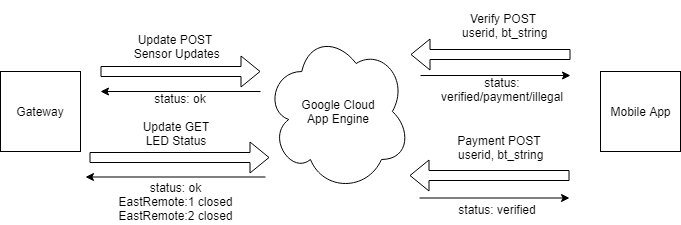 Update POST
Sensor Updates
status: ok
Gateway
Update GET
LED Status
status: ok
EastRemote:1 closed
EastRemote:2 closed
Google Cloud
App Engine
Verify POST
userid, bt_string
status:
verified/payment/illegal
Mobile App
Payment POST
userid, bt_string
status: verified